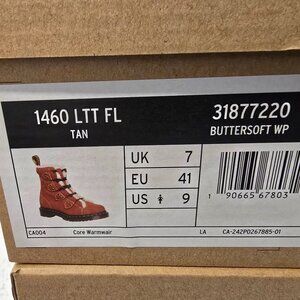 1460 LTT FL
TAN
31877220
BUTTERSOFT WP
UK 7
EU 41
US 9
1 90665 67803
CA004
Core Warmwair
LA
CA-242P0267885-01